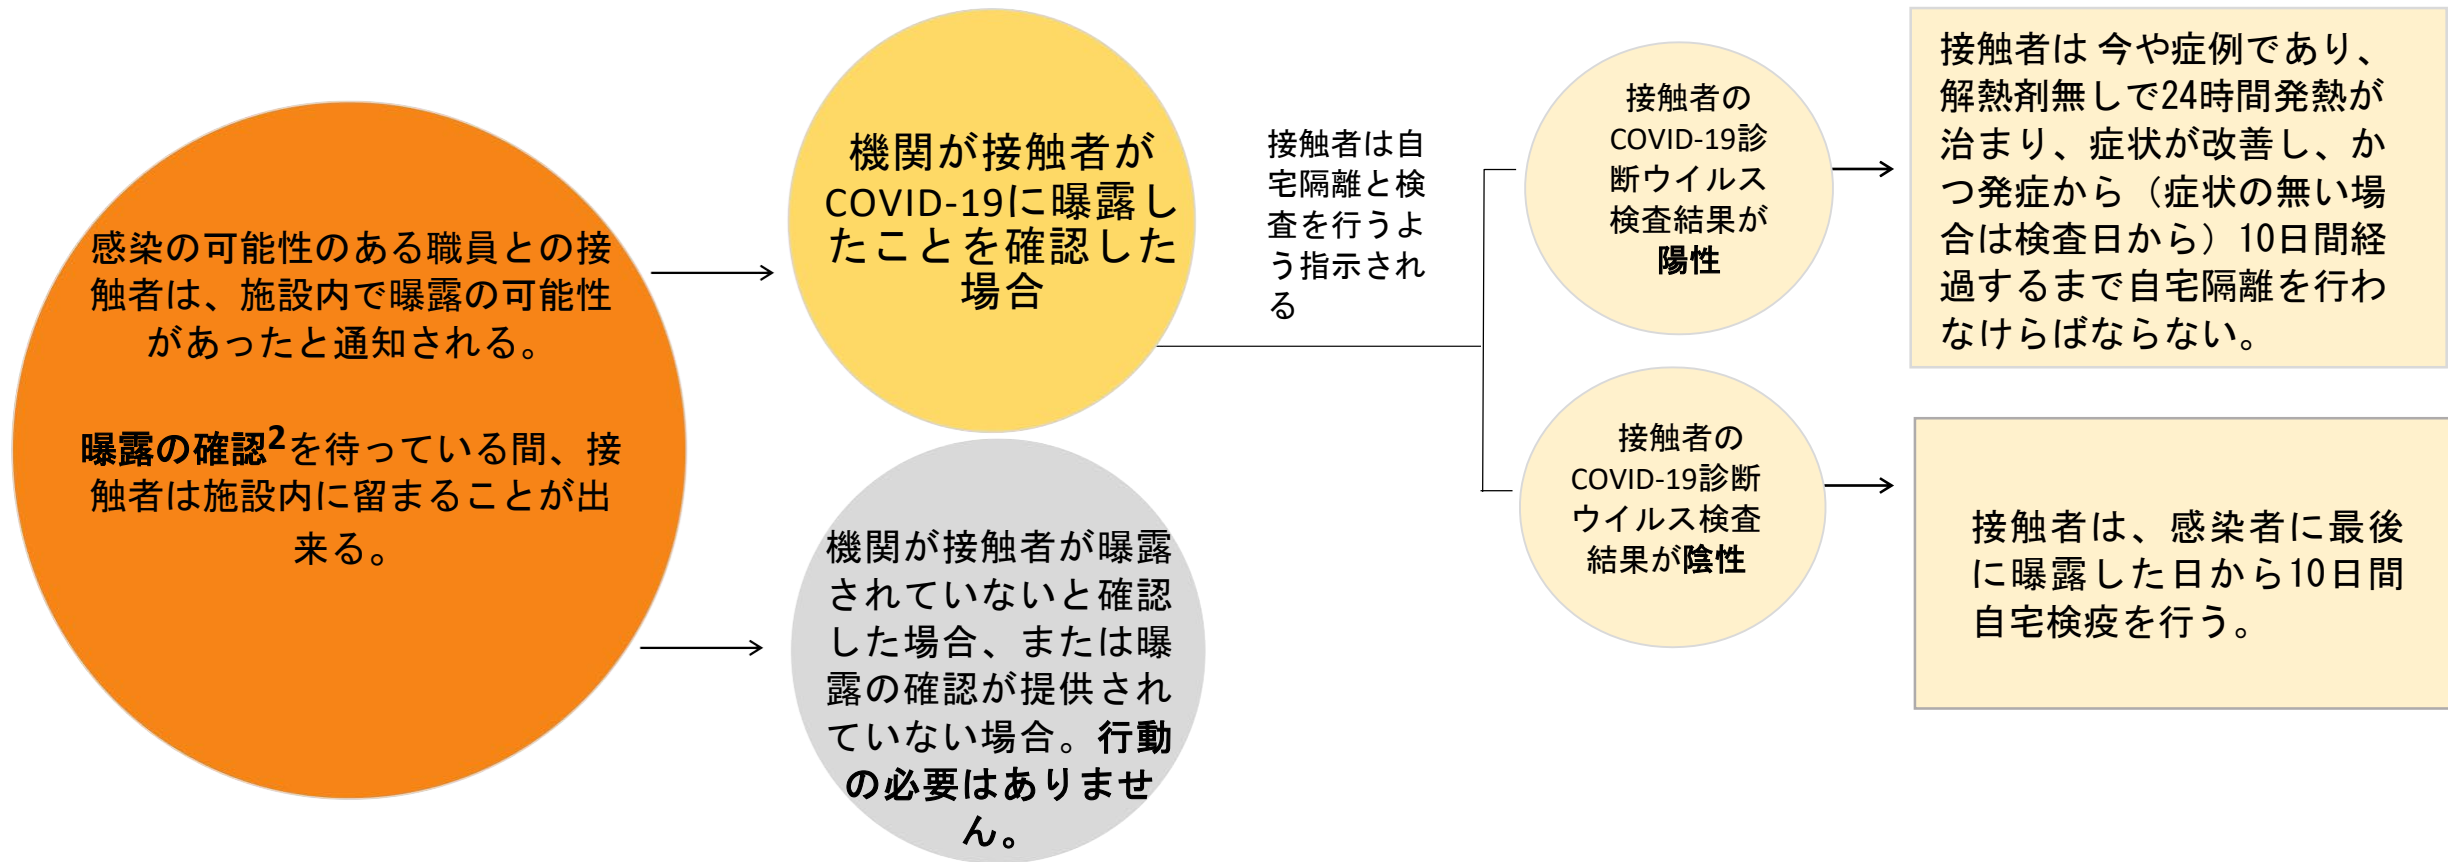 感染の可能性のある職員との接
触者は、施設内で曝露の可能性
があったと通知される。
曝露の確認2を待っている間、接
触者は施設内に留まることが出
来る。
機関が接触者が
COVID-19に曝露し
たことを確認した
場合
機関が接触者が曝露
されていないと確認
した場合、または曝
露の確認が提供され
ていない場合。行動
の必要はありませ
ん。
接触者は自
宅隔離と検
査を行うよ
う指示され
る
接触者の
COVID-19診
断ウイルス
検査結果が
陽性
接触者は 今や症例であり、
解熱剤無しで24時間発熱が
治まり、症状が改善し、か
つ発症から（症状の無い場
合は検査日から）10日間経
過するまで自宅隔離を行わ
なけらばならない。
接触者の
COVID-19診断
ウイルス検査
結果が陰性
接触者は、感染者に最後
に曝露した日から10日間
自宅検疫を行う。